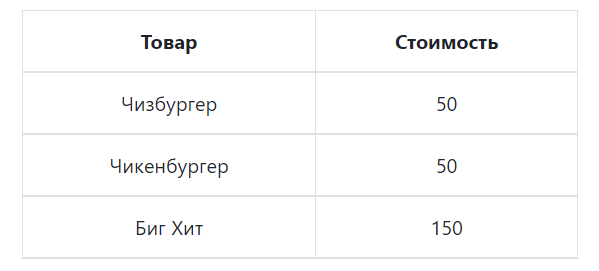 Товар Стоимость
Чизбургер 50
Чикенбургер 50
Биг Хит 150